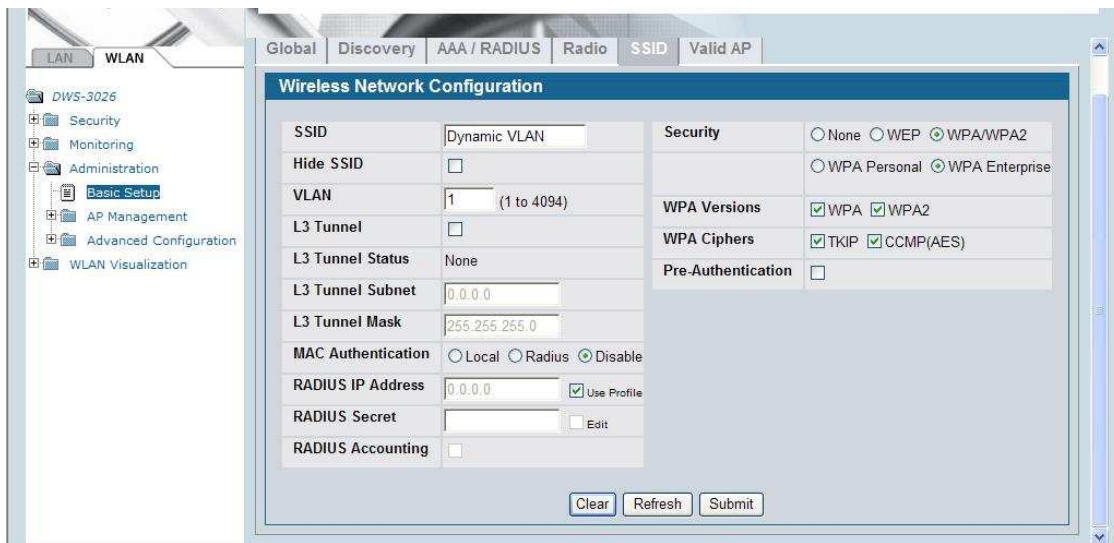 LAN
WLAN
DWS-3026
Security
Monitoring
Administration
Basic Setup
AP Management
Advanced Configuration
WLAN Visualization
Global
Discovery
AAA / RADIUS
Radio
SSID
Valid AP
Wireless Network Configuration
SSID Dynamic VLAN
Hide SSID
VLAN 1 (1 to 4094)
L3 Tunnel
L3 Tunnel Status None
L3 Tunnel Subnet 0.0.0.0
L3 Tunnel Mask 255.255.255.0
MAC Authentication Local Radius Disable
RADIUS IP Address 0.0.0.0 Use Profile
RADIUS Secret Edit
RADIUS Accounting
Security None WEP WPA/WPA2
WPA Personal WPA Enterprise
WPA Versions WPA WPA2
WPA Ciphers TKIP CCMP(AES)
Pre-Authentication
Clear Refresh Submit